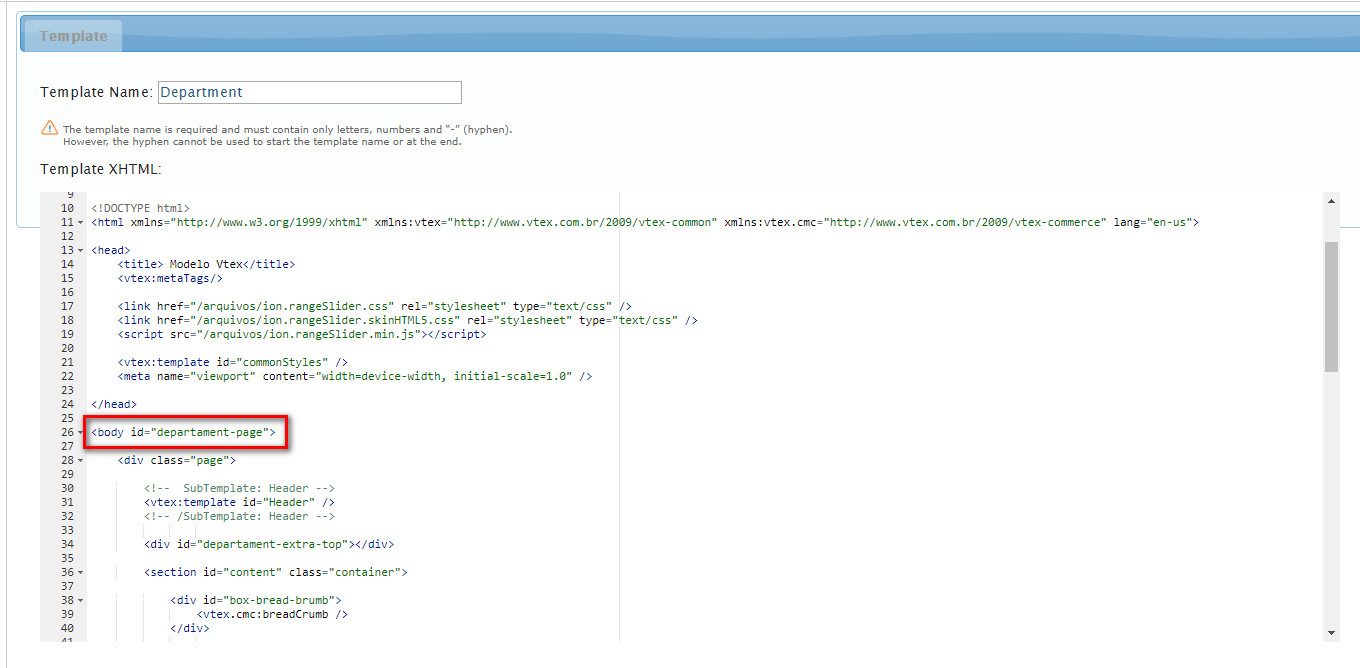 Template
Template Name: Department
The template name is required and must contain only letters, numbers and "-" (hyphen).
However, the hyphen cannot be used to start the template name or at the end.
Template XHTML:
9
10 <!DOCTYPE html>
11 <html xmlns="http://www.w3.org/1999/xhtml" xmlns:vtex="http://www.vtex.com.br/2009/vtex-common" xmlns:vtex.cmc="http://www.vtex.com.br/2009/vtex-commerce" lang="en-us">
12
13 <head>
14 <title> Modelo Vtex</title>
15 <vtex:metaTags/>
16
17 <link href="/arquivos/ion.rangeSlider.css" rel="stylesheet" type="text/css" />
18 <link href="/arquivos/ion.rangeSlider.skinHTML5.css" rel="stylesheet" type="text/css" />
19 <script src="/arquivos/ion.rangeSlider.min.js"></script>
20
21 <vtex:template id="commonStyles" />
22 <meta name="viewport" content="width=device-width, initial-scale=1.0" />
23
24 </head>
25
26 <body id="departament-page">
27
28 <div class="page">
29
30 <!--  SubTemplate: Header -->
31 <vtex:template id="Header" />
32 <!-- /SubTemplate: Header -->
33
34 <div id="departament-extra-top"></div>
35
36 <section id="content" class="container">
37
38 <div id="box-bread-brumb">
39 <vtex.cmc:breadCrumb />
40 </div>
41